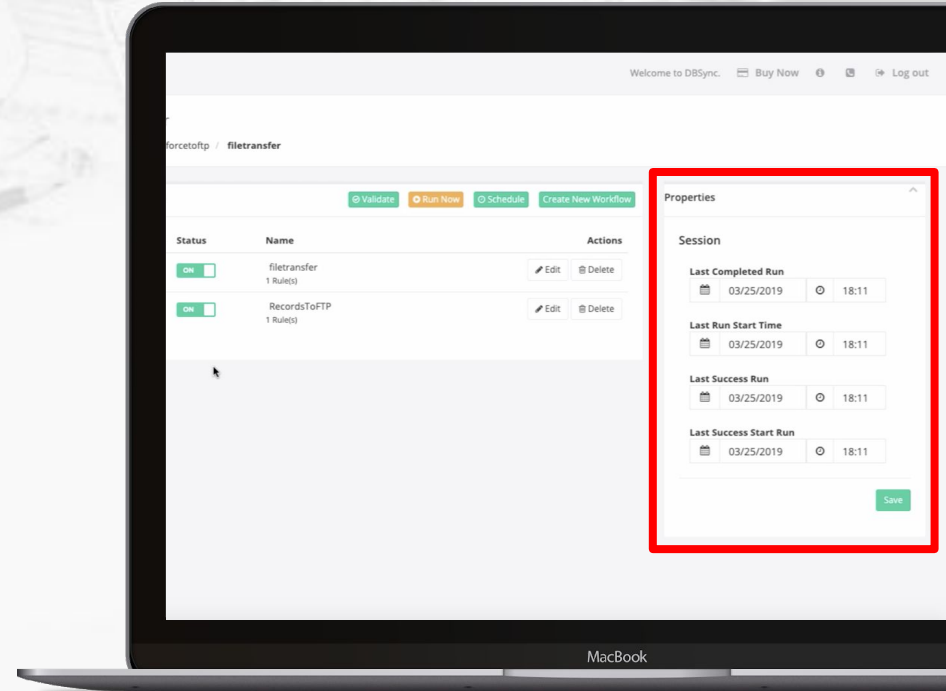 Welcome to DBSync. Buy Now Log out
forcetoftp / filetransfer
Validate Run Now Schedule Create New Workflow
Status Name Actions
ON filetransfer Edit Delete
1 Rule(s)
ON RecordsToFTP Edit Delete
1 Rule(s)
Properties
Session
Last Completed Run
03/25/2019 18:11
Last Run Start Time
03/25/2019 18:11
Last Success Run
03/25/2019 18:11
Last Success Start Run
03/25/2019 18:11
Save
MacBook